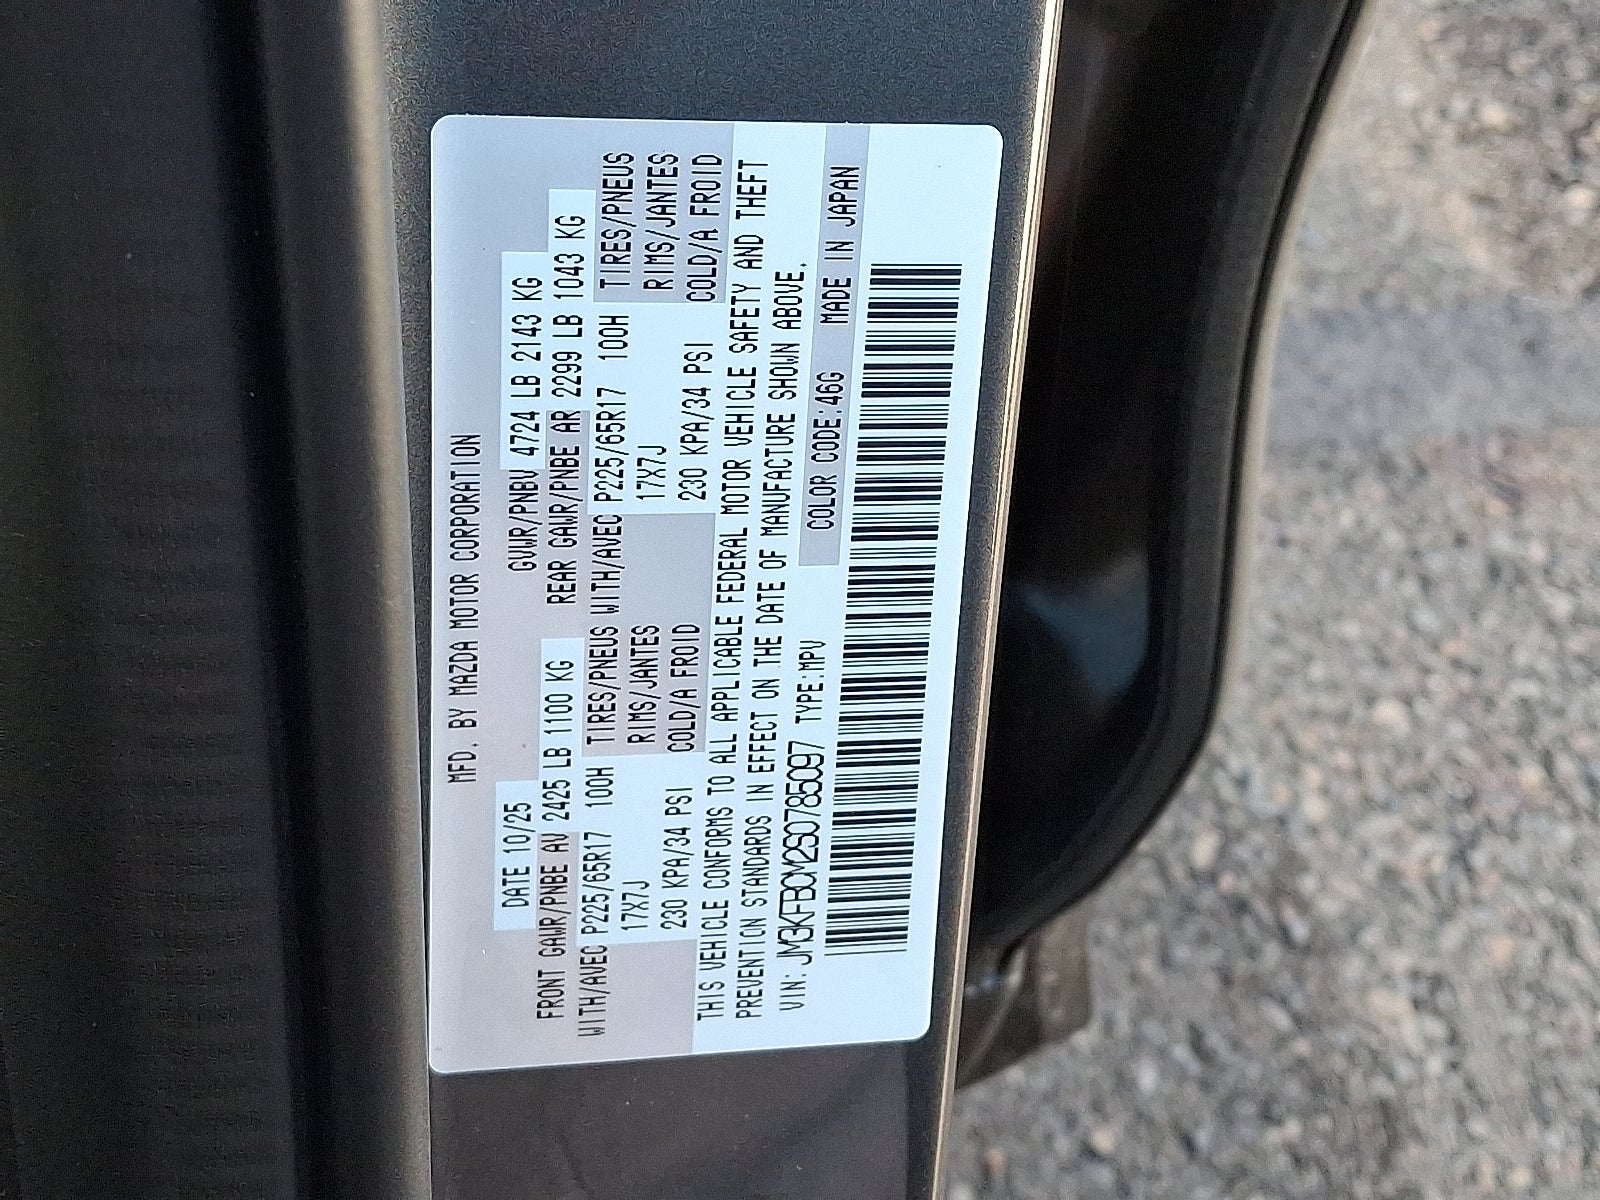 MFD. BY MAZDA MOTOR CORPORATION
DATE 10/25 GVWR/PNBV 4724 LB 2143 KG
FRONT GAWR/PNBE AV 2425 LB 1100 KG REAR GAWR/PNBE AR 2299 LB 1043 KG
WITH/AVEC P225/65R17 100H TIRES/PNEUS WITH/AVEC P225/65R17 100H TIRES/PNEUS
17X7J RIMS/JANTES 17X7J RIMS/JANTES
230 KPA/34 PSI COLD/A FROID 230 KPA/34 PSI COLD/A FROID
THIS VEHICLE CONFORMS TO ALL APPLICABLE FEDERAL MOTOR VEHICLE SAFETY AND THEFT
PREVENTION STANDARDS IN EFFECT ON THE DATE OF MANUFACTURE SHOWN ABOVE.
VIN: JM3KFBCM2S0785097 TYPE:MPV COLOR CODE:46G MADE IN JAPAN